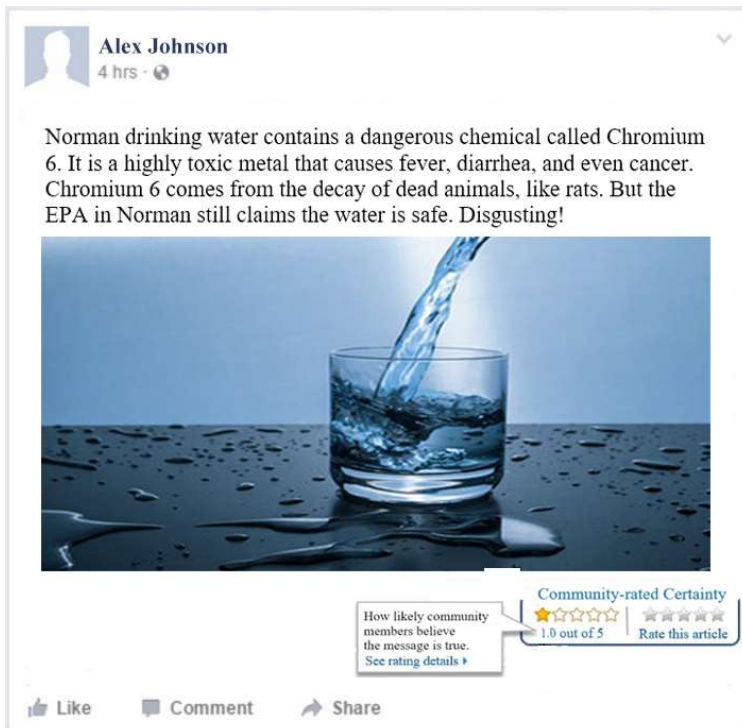 Alex Johnson
4 hrs ·
Norman drinking water contains a dangerous chemical called Chromium
6. It is a highly toxic metal that causes fever, diarrhea, and even cancer.
Chromium 6 comes from the decay of dead animals, like rats. But the
EPA in Norman still claims the water is safe. Disgusting!
Community-rated Certainty
How likely community
members believe
the message is true.
See rating details
1.0 out of 5
Rate this article
Like Comment Share